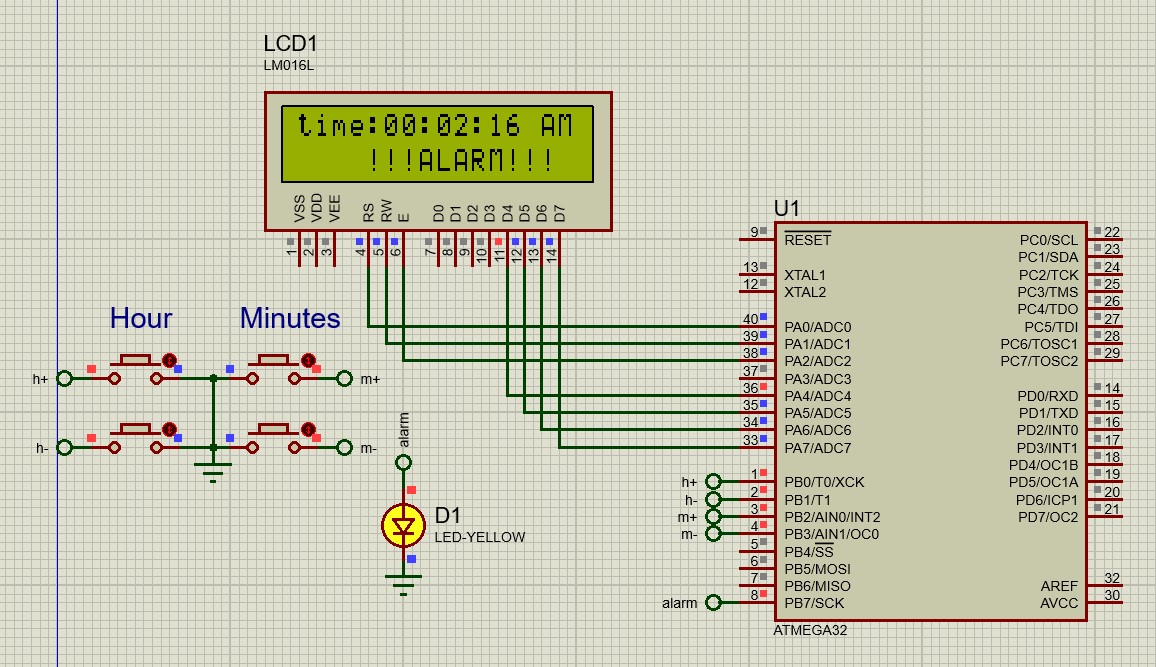 LCD1
LM016L
time:00:02:16 AM
!!!ALARM!!!
VSS VDD VEE RS RW E D0 D1 D2 D3 D4 D5 D6 D7
1 2 3 4 5 6 7 8 9 10 11 12 13 14
Hour Minutes
h+ m+
h- m-
alarm
D1
LED-YELLOW
U1
9 RESET PC0/SCL 22
PC1/SDA 23
13 XTAL1 PC2/TCK 24
12 XTAL2 PC3/TMS 25
PC4/TDO 26
40 PA0/ADC0 PC5/TDI 27
39 PA1/ADC1 PC6/TOSC1 28
38 PA2/ADC2 PC7/TOSC2 29
37 PA3/ADC3
36 PA4/ADC4 PD0/RXD 14
35 PA5/ADC5 PD1/TXD 15
34 PA6/ADC6 PD2/INT0 16
33 PA7/ADC7 PD3/INT1 17
PD4/OC1B 18
h+ 1 PB0/T0/XCK PD5/OC1A 19
h- 2 PB1/T1 PD6/ICP1 20
m+ 3 PB2/AIN0/INT2 PD7/OC2 21
m- 4 PB3/AIN1/OC0
5 PB4/SS
6 PB5/MOSI
7 PB6/MISO AREF 32
alarm 8 PB7/SCK AVCC 30
ATMEGA32